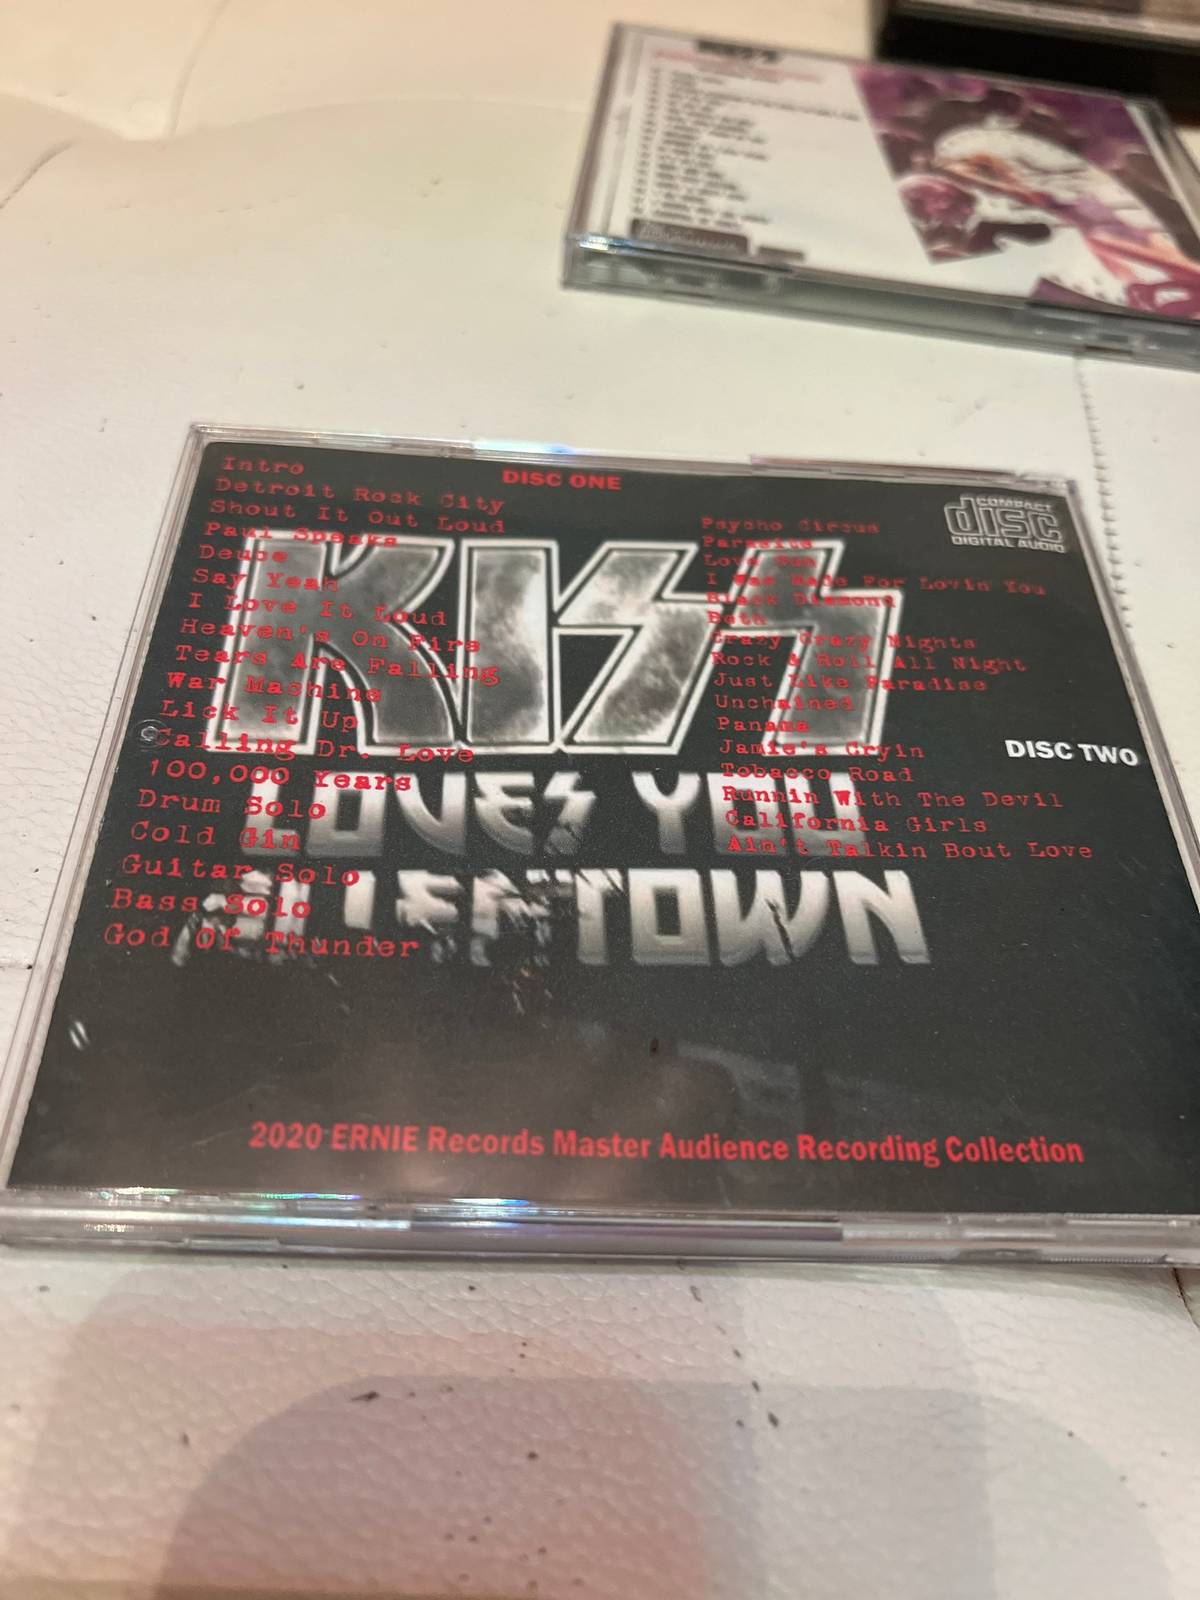 DISC ONE
Intro
Detroit Rock City
Shout It Out Loud
Paul Speaks
Deuce
Say Yeah
I Love It Loud
Heaven's On Fire
Tears Are Falling
War Machine
Lick It Up
Calling Dr. Love
100,000 Years
Drum Solo
Cold Gin
Guitar Solo
Bass Solo
God Of Thunder
COMPACT
disc
DIGITAL AUDIO
Psycho Circus
Parasite
Love Gun
I Was Made For Lovin You
Black Diamond
Beth
Crazy Crazy Nights
Rock & Roll All Night
Just Like Paradise
Unchained
Panama
Jamie's Cryin
Tobacco Road
Runnin With The Devil
California Girls
Ain't Talkin Bout Love
DISC TWO
KISS
LOVES YOU
TOWN
2020 ERNIE Records Master Audience Recording Collection